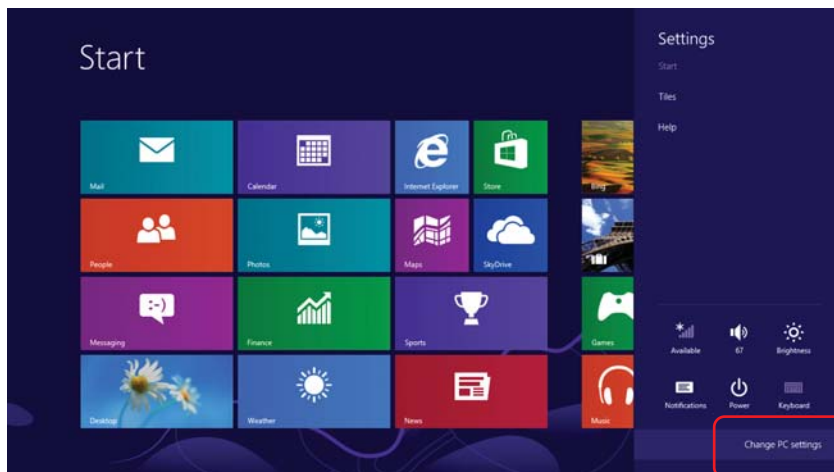 Start
Mail
Calendar
Internet Explorer
Store
Bing
People
Photos
Maps
SkyDrive
Messaging
Finance
Sports
Games
Desktop
Weather
News
Music
Settings
Start
Tiles
Help
Available
67
Brightness
Notifications
Power
Keyboard
Change PC settings